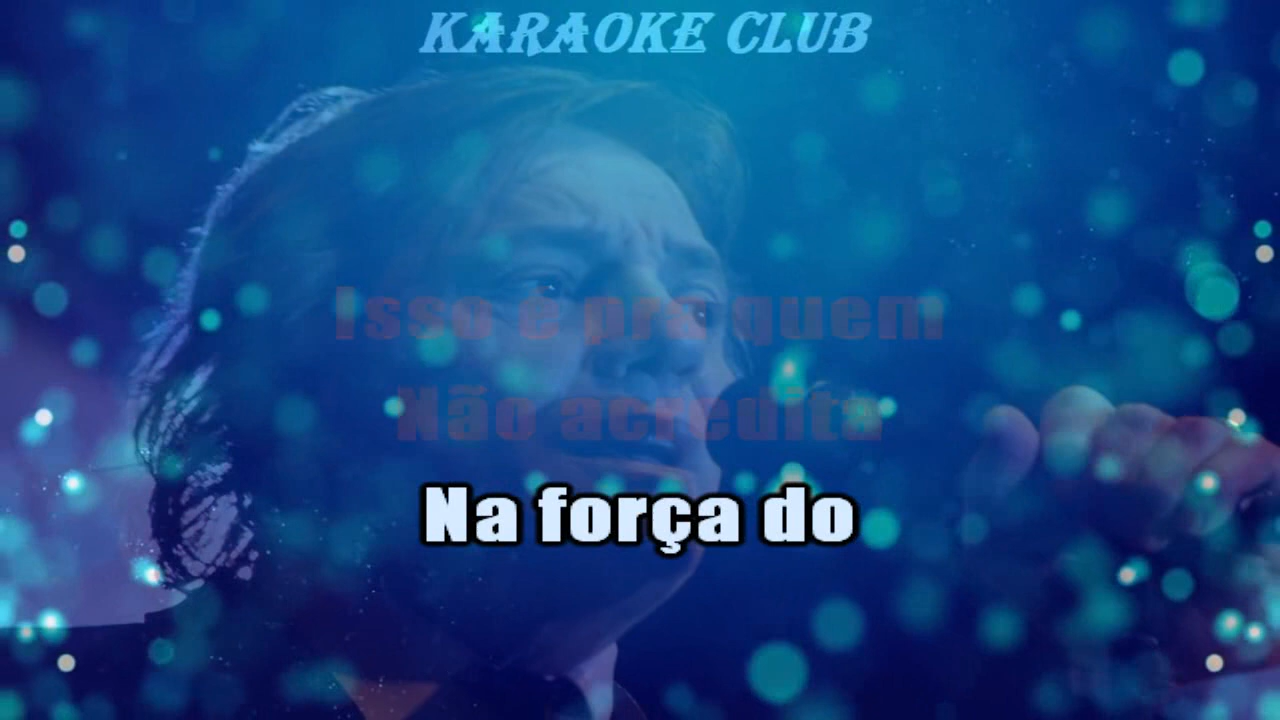 KARAOKE CLUB
Isso é pra quem
Não acredita
Na força do